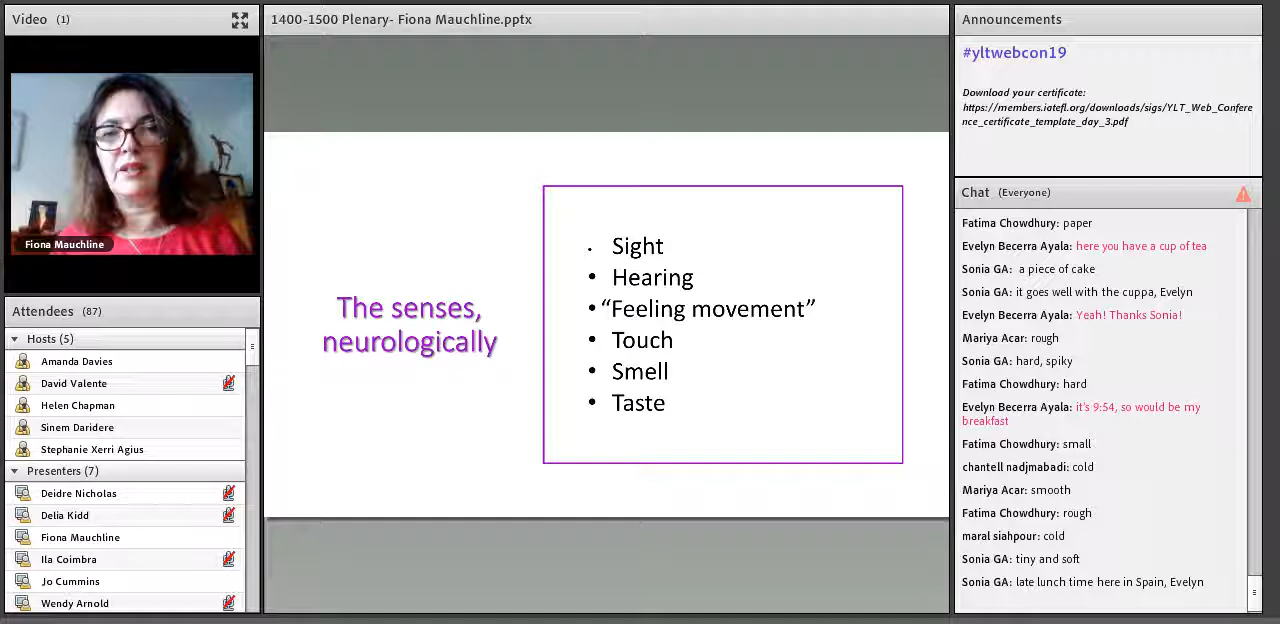 Video (1)
Fiona Mauchline
Attendees (87)
Hosts (5)
Amanda Davies
David Valente
Helen Chapman
Sinem Daridere
Stephanie Xerri Agius
Presenters (7)
Deidre Nicholas
Delia Kidd
Fiona Mauchline
Ila Coimbra
Jo Cummins
Wendy Arnold
1400-1500 Plenary- Fiona Mauchline.pptx
The senses,
neurologically
• Sight
• Hearing
• “Feeling movement”
• Touch
• Smell
• Taste
Announcements
#yltwebcon19
Download your certificate:
https://members.iatefl.org/downloads/sigs/YLT_Web_Confere
nce_certificate_template_day_3.pdf
Chat (Everyone)
Fatima Chowdhury: paper
Evelyn Becerra Ayala: here you have a cup of tea
Sonia GA: a piece of cake
Sonia GA: it goes well with the cuppa, Evelyn
Evelyn Becerra Ayala: Yeah! Thanks Sonia!
Mariya Acar: rough
Sonia GA: hard, spiky
Fatima Chowdhury: hard
Evelyn Becerra Ayala: it's 9:54, so would be my
breakfast
Fatima Chowdhury: small
chantell nadjmabadi: cold
Mariya Acar: smooth
Fatima Chowdhury: rough
maral siahpour: cold
Sonia GA: tiny and soft
Sonia GA: late lunch time here in Spain, Evelyn